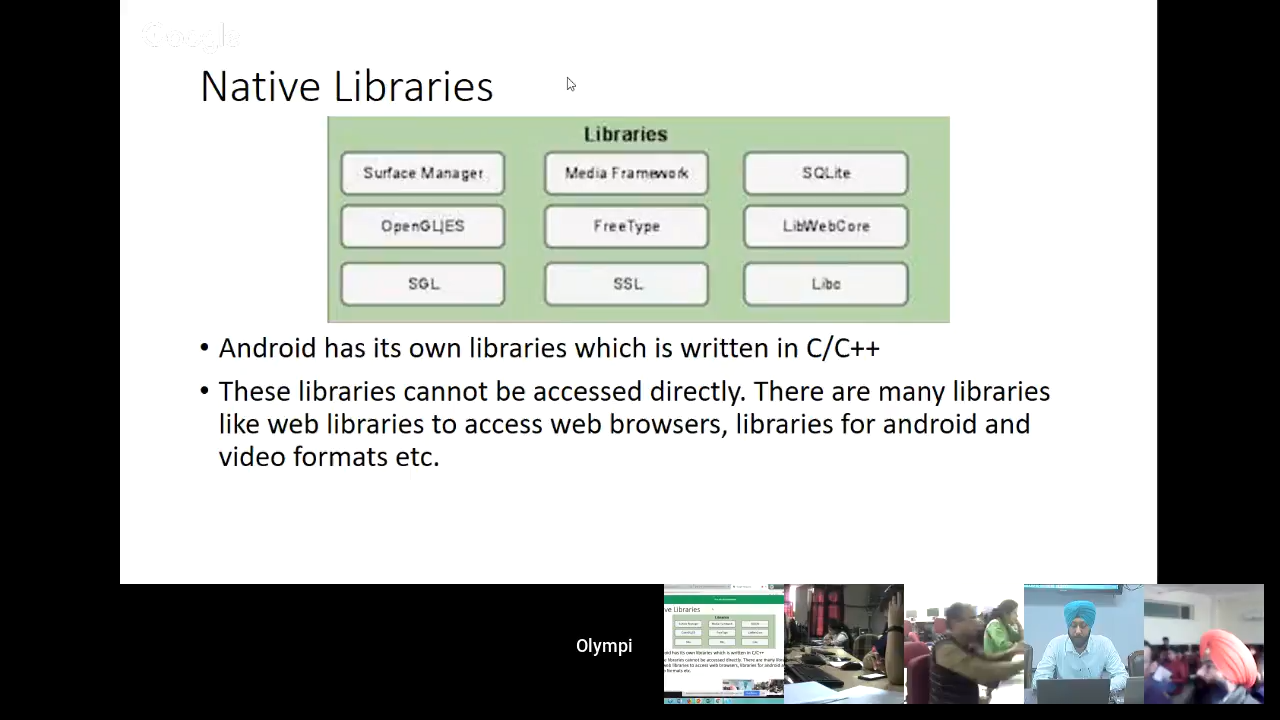 Google
Native Libraries
Libraries
Surface Manager
Media Framework
SQLite
OpenGL|ES
FreeType
LibWebCore
SGL
SSL
Libc
• Android has its own libraries which is written in C/C++
• These libraries cannot be accessed directly. There are many libraries
like web libraries to access web browsers, libraries for android and
video formats etc.
Olympi